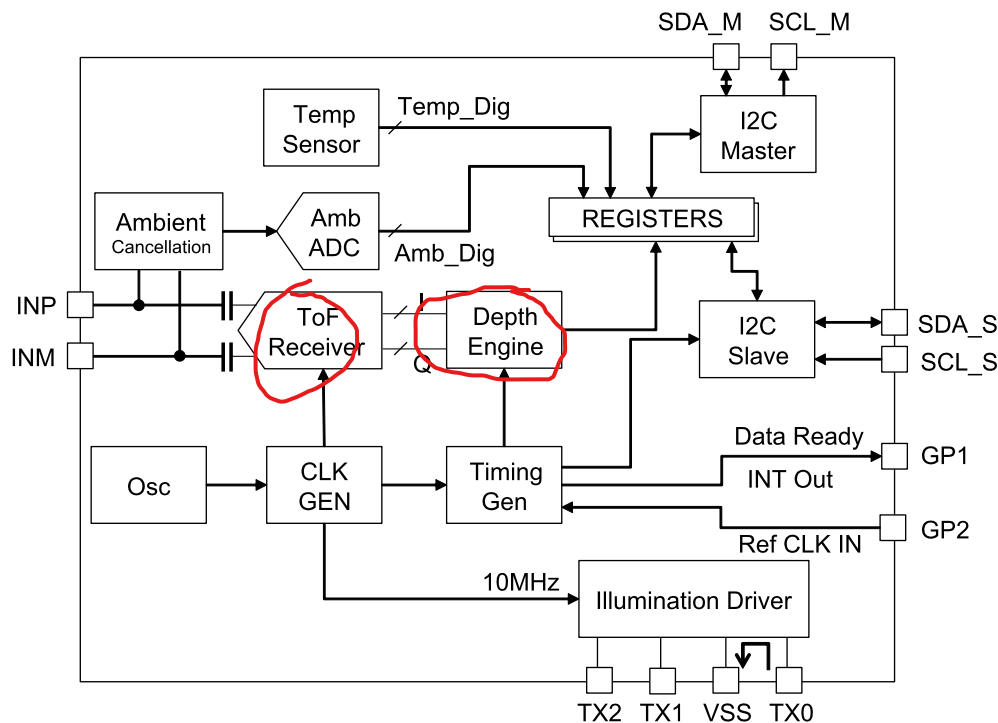 SDA_M
SCL_M
Temp
Sensor
Temp_Dig
I2C
Master
Ambient
Cancellation
Amb
ADC
Amb_Dig
REGISTERS
INP
INM
ToF
Receiver
I
Q
Depth
Engine
I2C
Slave
SDA_S
SCL_S
Osc
CLK
GEN
Timing
Gen
Data Ready
INT Out
GP1
Ref CLK IN
GP2
10MHz
Illumination Driver
TX2
TX1
VSS
TX0